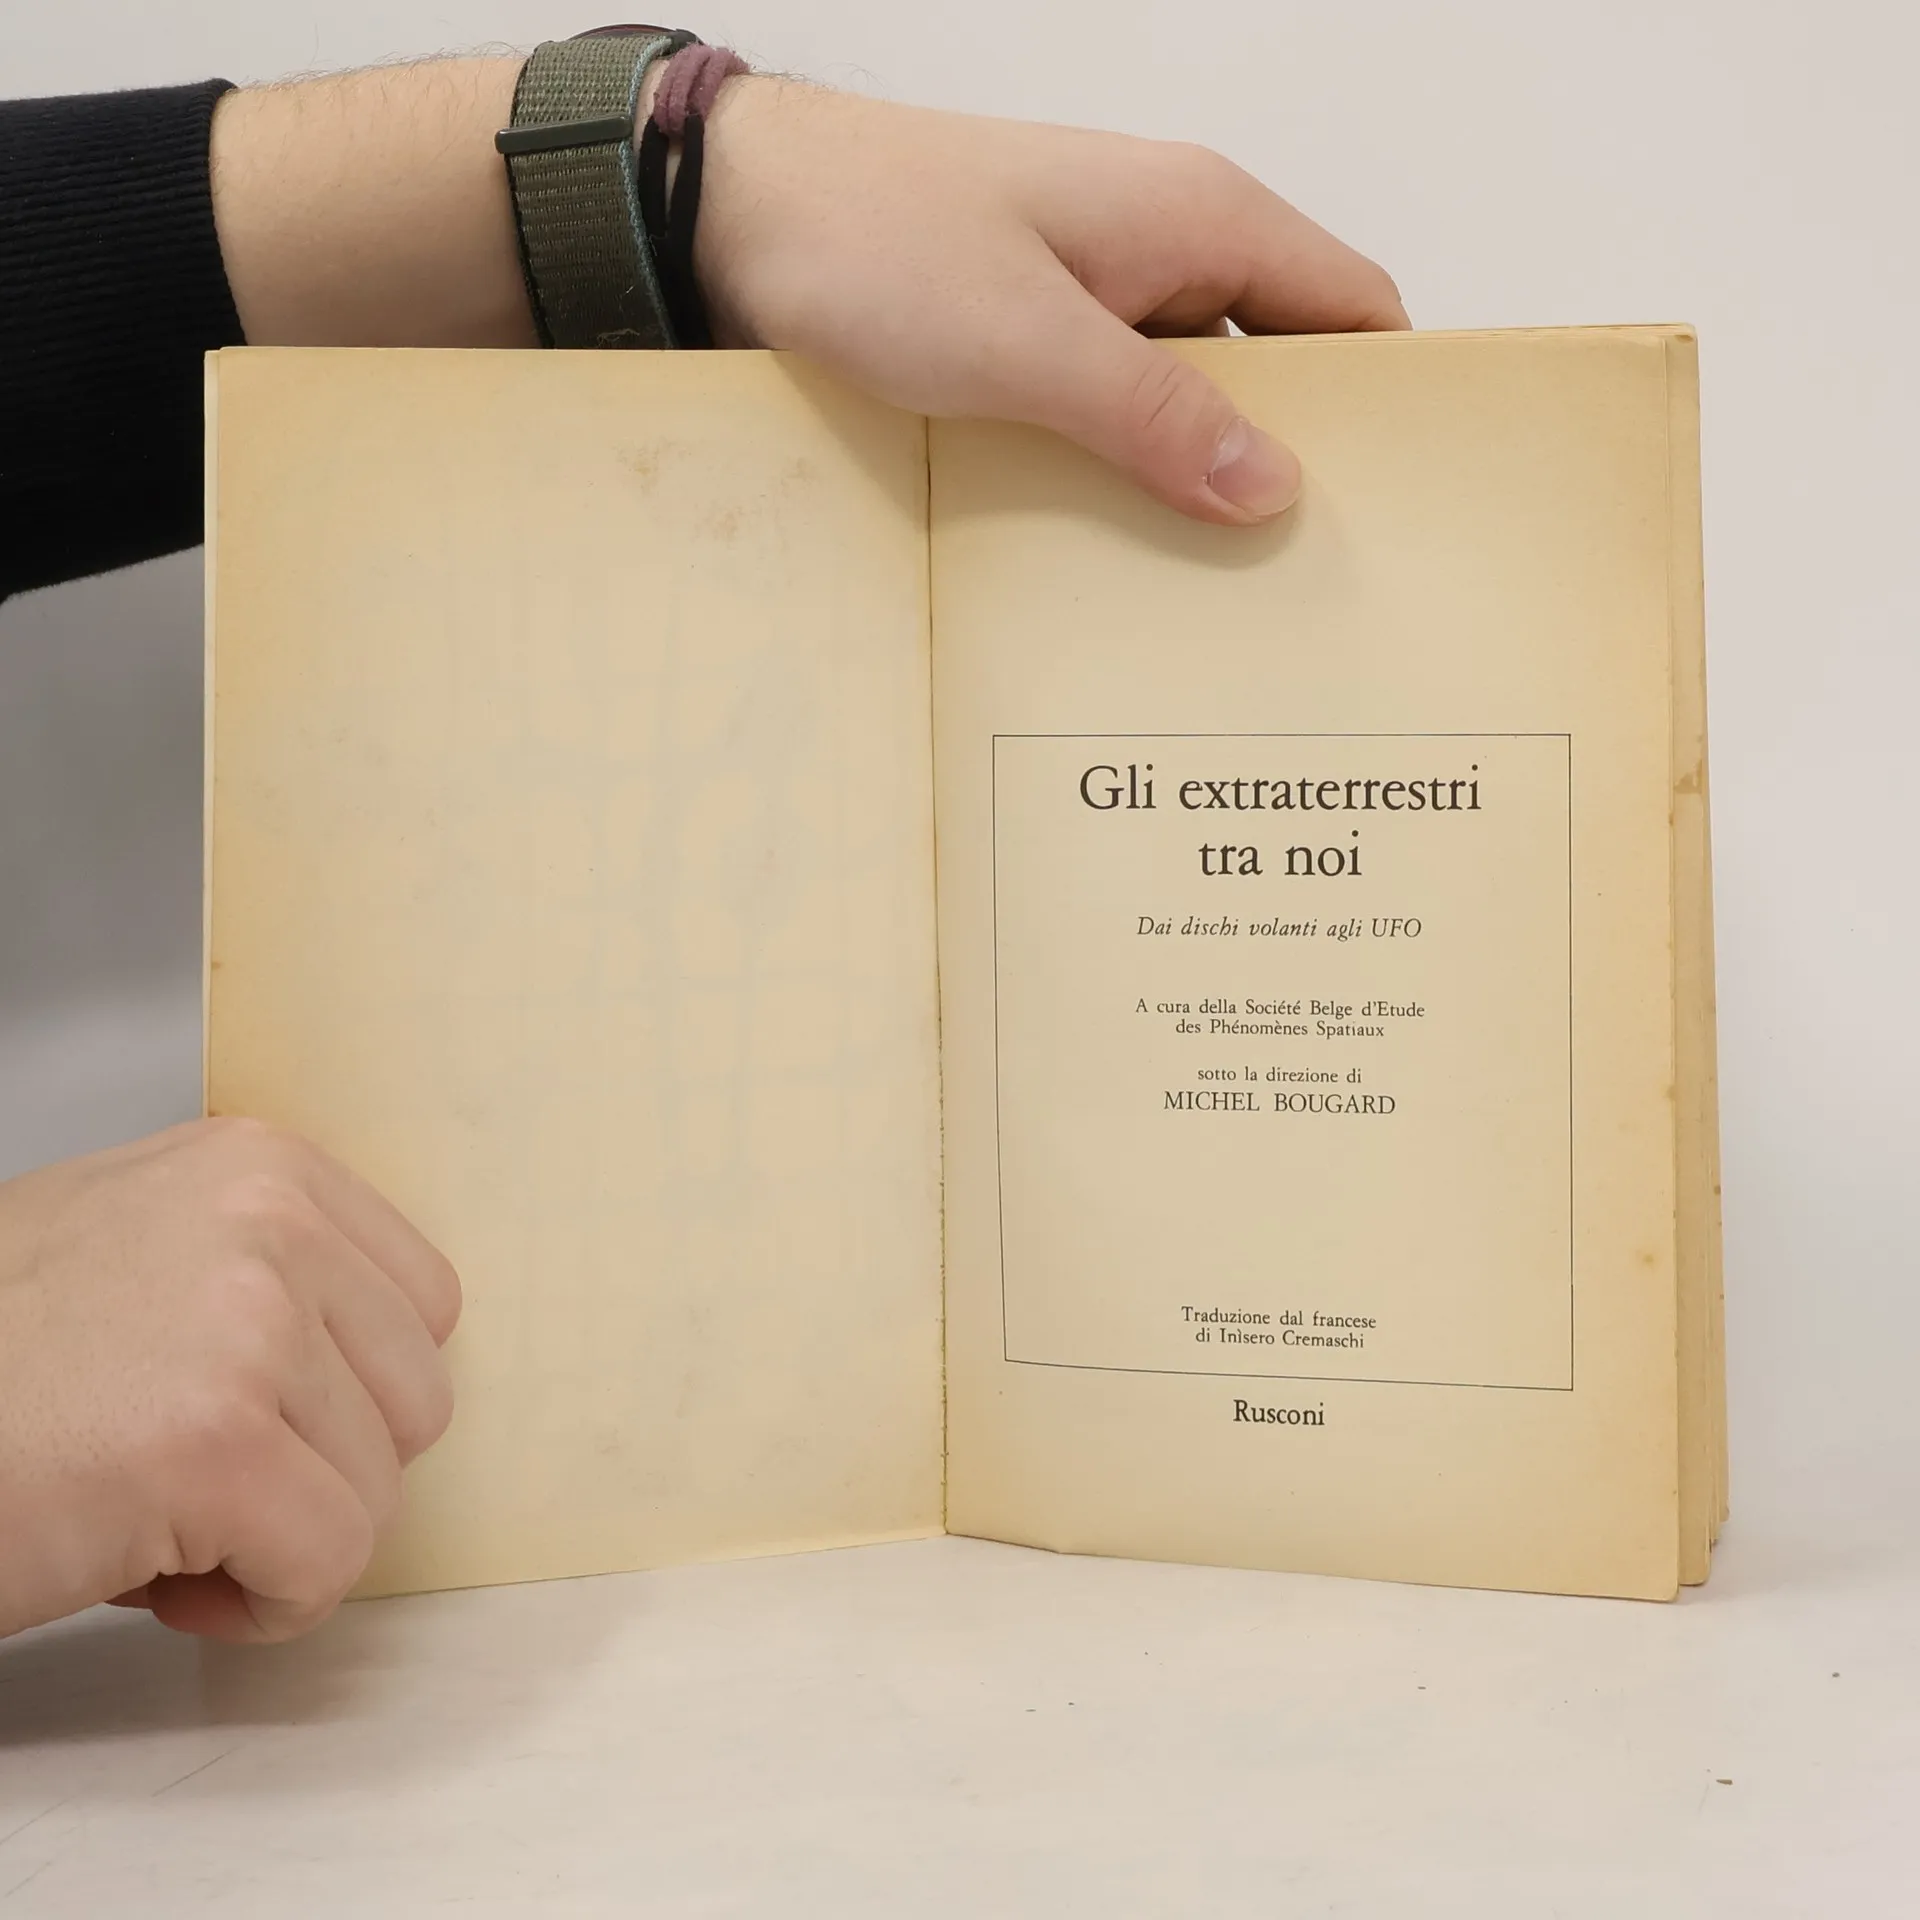 Gli extraterrestri
tra noi
Dai dischi volanti agli UFO
A cura della Société Belge d'Etude
des Phénomènes Spatiaux
sotto la direzione di
MICHEL BOUGARD
Traduzione dal francese
di Inìsero Cremaschi
Rusconi